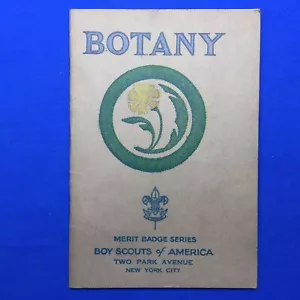 BOTANY
MERIT BADGE SERIES
BOY SCOUTS of AMERICA
TWO PARK AVENUE
NEW YORK CITY